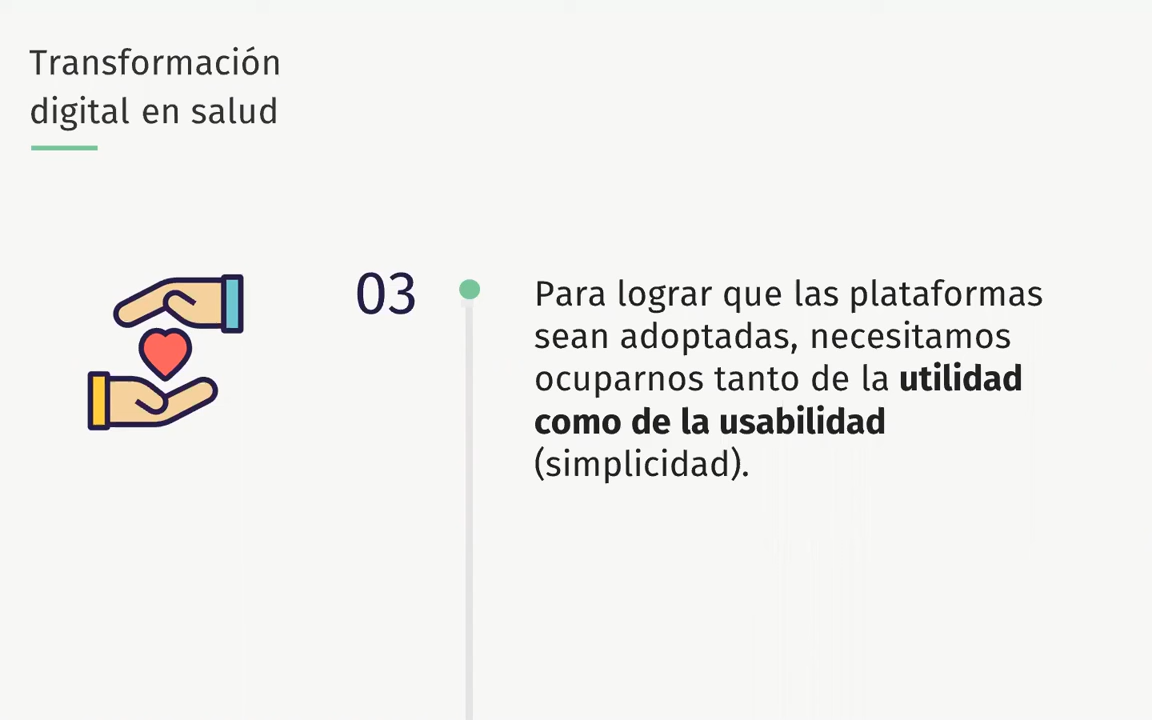 Transformación
digital en salud
03
Para lograr que las plataformas
sean adoptadas, necesitamos
ocuparnos tanto de la utilidad
como de la usabilidad
(simplicidad).